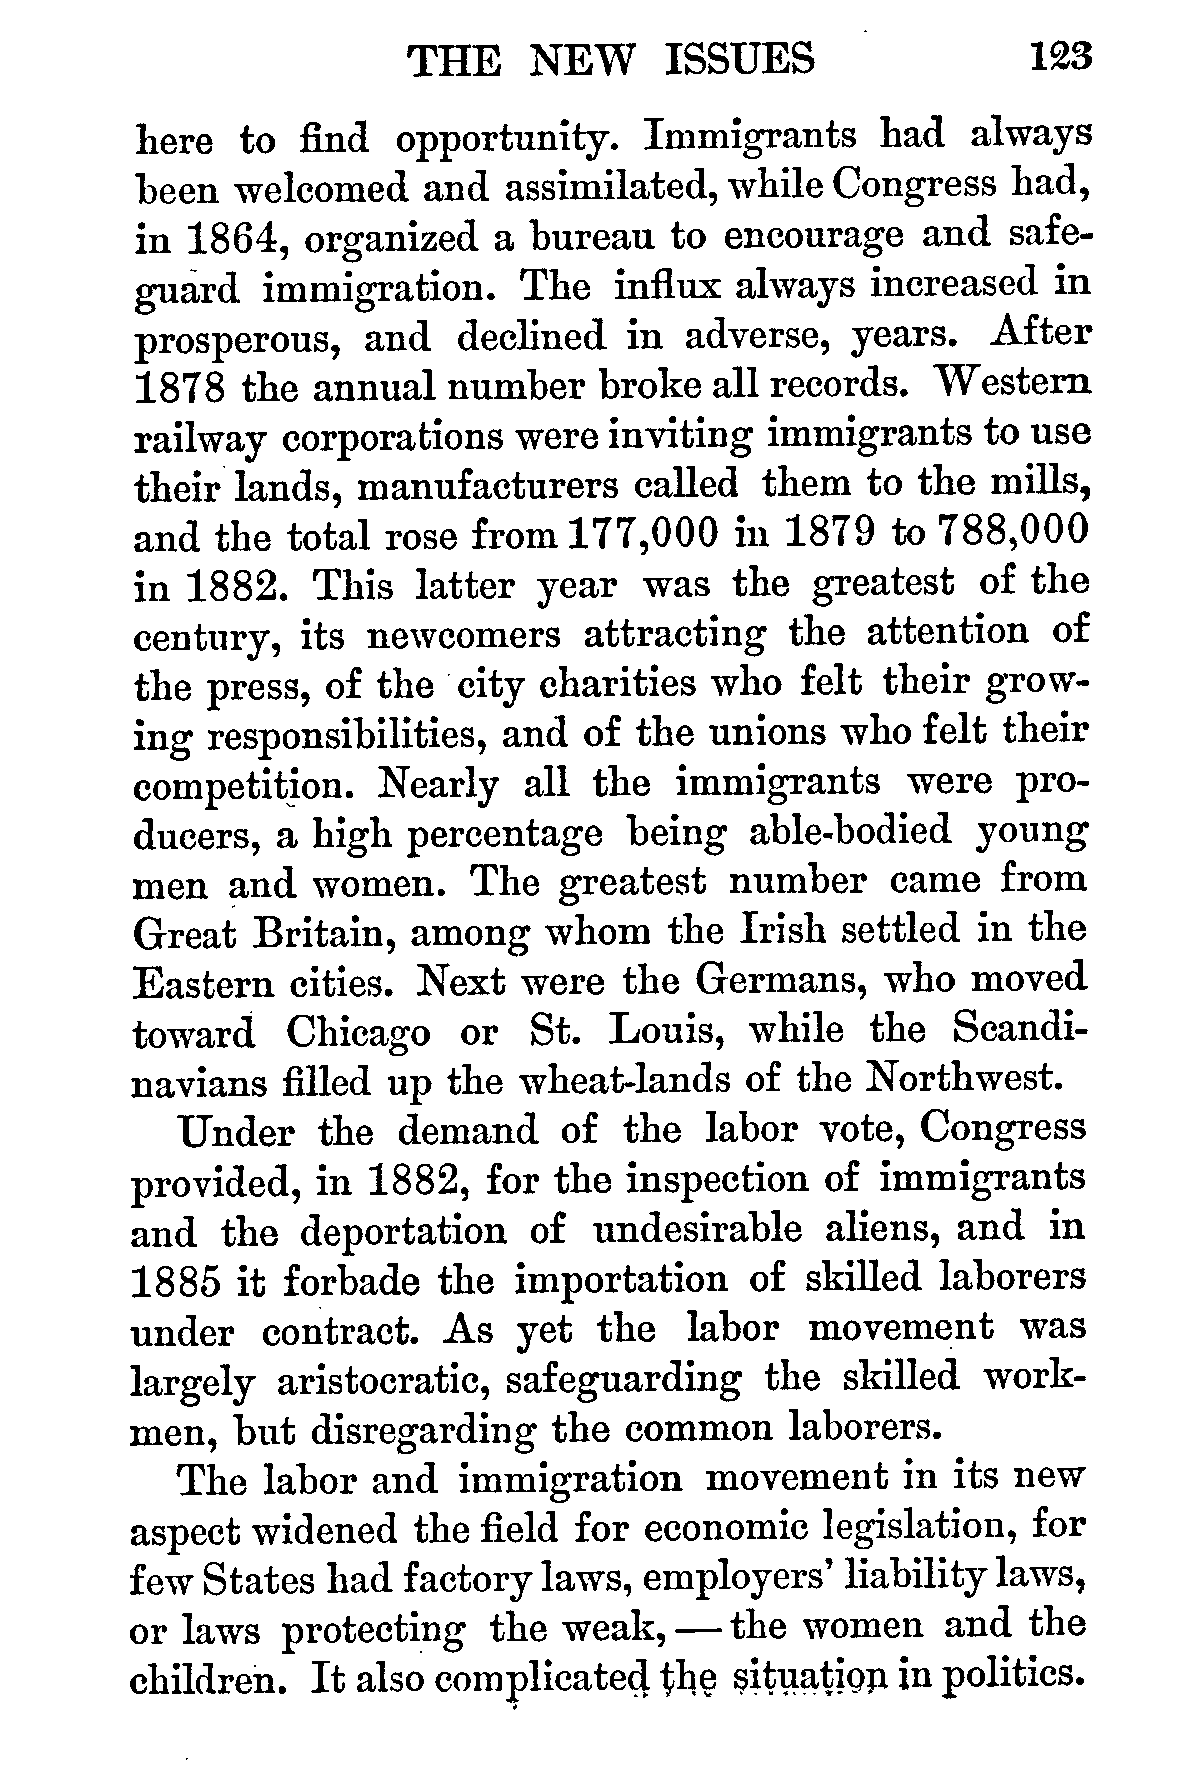 THE NEW ISSUES 123
here to find opportunity. Immigrants had always
been welcomed and assimilated, while Congress had,
in 1864, organized a bureau to encourage and safe-
guard immigration. The influx always increased in
prosperous, and declined in adverse, years. After
1878 the annual number broke all records. Western
railway corporations were inviting immigrants to use
their lands, manufacturers called them to the mills,
and the total rose from 177,000 in 1879 to 788,000
in 1882. This latter year was the greatest of the
century, its newcomers attracting the attention of
the press, of the city charities who felt their grow-
ing responsibilities, and of the unions who felt their
competition. Nearly all the immigrants were pro-
ducers, a high percentage being able-bodied young
men and women. The greatest number came from
Great Britain, among whom the Irish settled in the
Eastern cities. Next were the Germans, who moved
toward Chicago or St. Louis, while the Scandi-
navians filled up the wheat-lands of the Northwest.
Under the demand of the labor vote, Congress
provided, in 1882, for the inspection of immigrants
and the deportation of undesirable aliens, and in
1885 it forbade the importation of skilled laborers
under contract. As yet the labor movement was
largely aristocratic, safeguarding the skilled work-
men, but disregarding the common laborers.
The labor and immigration movement in its new
aspect widened the field for economic legislation, for
few States had factory laws, employers' liability laws,
or laws protecting the weak, — the women and the
children. It also complicated the situation in politics.